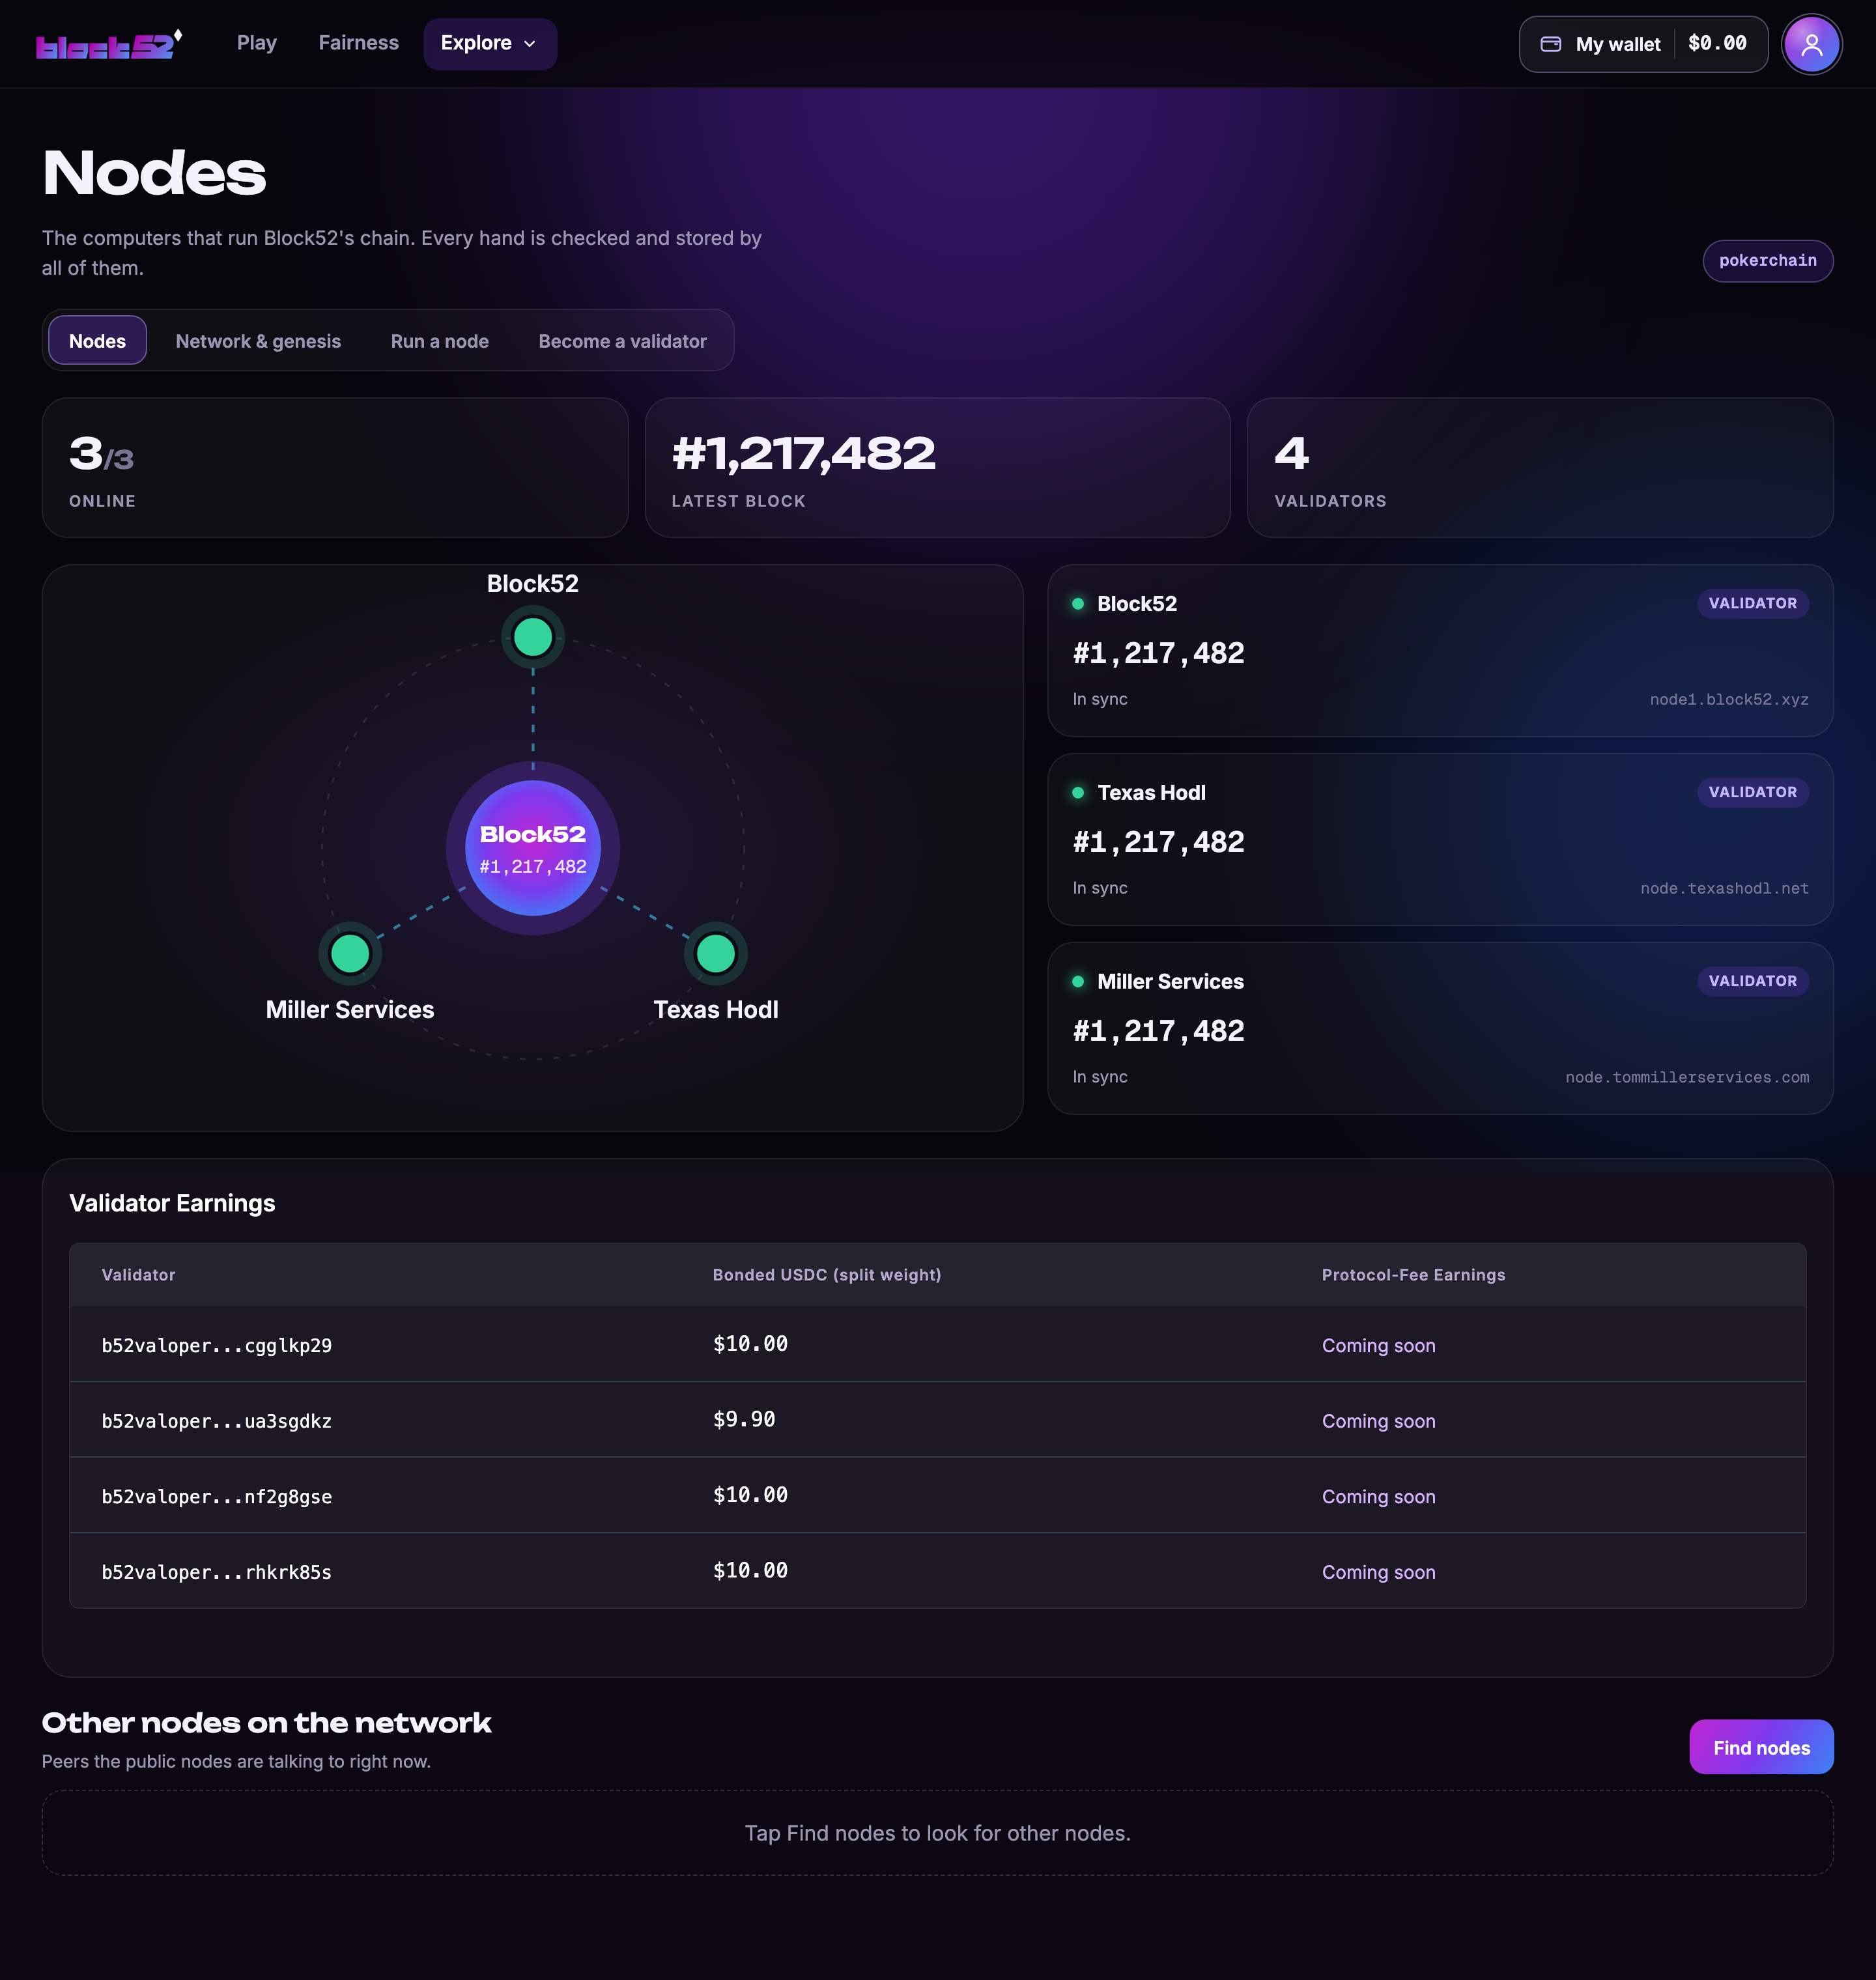 block52
Play
Fairness
Explore
My wallet
$0.00
Nodes
The computers that run Block52's chain. Every hand is checked and stored by
all of them.
pokerchain
Nodes
Network & genesis
Run a node
Become a validator
3/3
ONLINE
#1,217,482
LATEST BLOCK
4
VALIDATORS
Block52
Block52
#1,217,482
Miller Services
Texas Hodl
Block52
VALIDATOR
#1,217,482
In sync
node1.block52.xyz
Texas Hodl
VALIDATOR
#1,217,482
In sync
node.texashodl.net
Miller Services
VALIDATOR
#1,217,482
In sync
node.tommillerservices.com
Validator Earnings
Validator
Bonded USDC (split weight)
Protocol-Fee Earnings
b52valoper...cgglkp29
$10.00
Coming soon
b52valoper...ua3sgdkz
$9.90
Coming soon
b52valoper...nf2g8gse
$10.00
Coming soon
b52valoper...rhkrk85s
$10.00
Coming soon
Other nodes on the network
Peers the public nodes are talking to right now.
Find nodes
Tap Find nodes to look for other nodes.